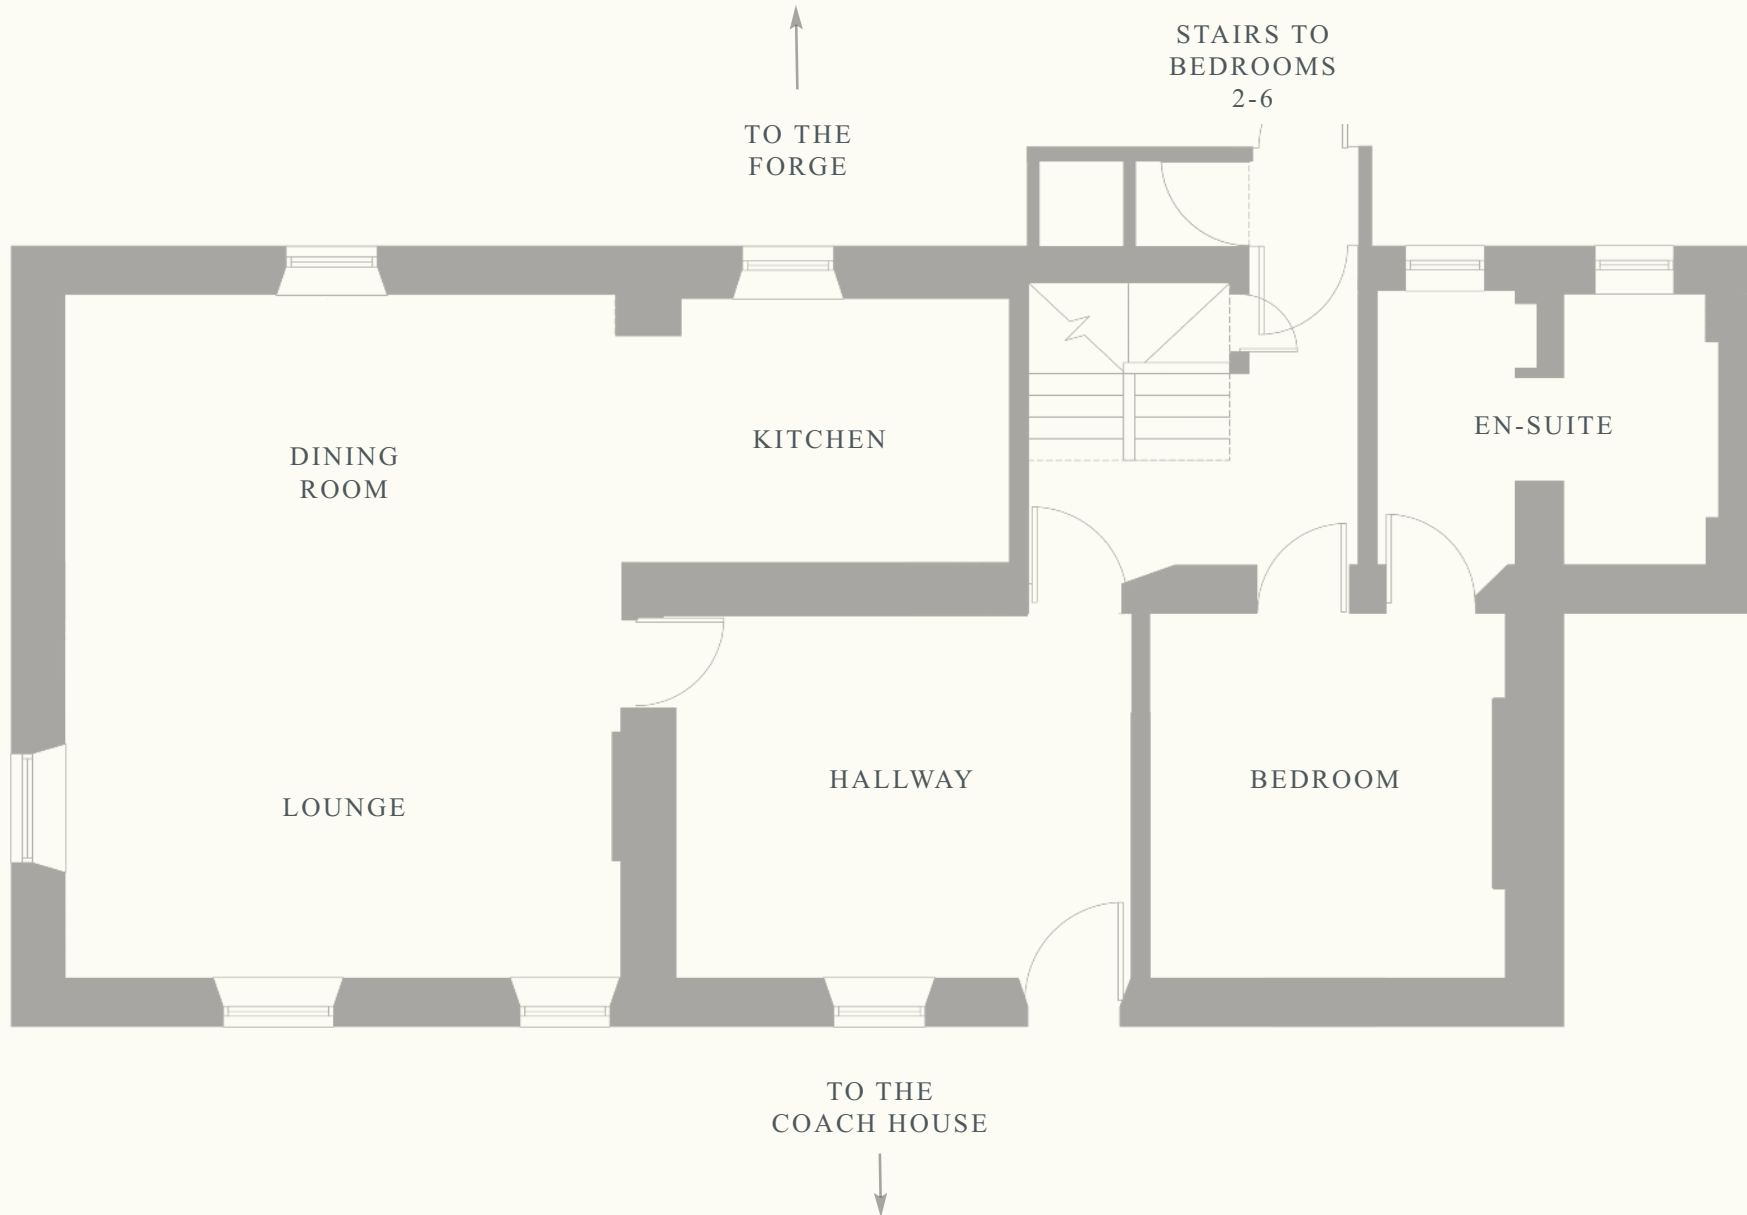 STAIRS TO
BEDROOMS
2-6
TO THE
FORGE
KITCHEN
EN-SUITE
DINING
ROOM
HALLWAY
BEDROOM
LOUNGE
TO THE
COACH HOUSE